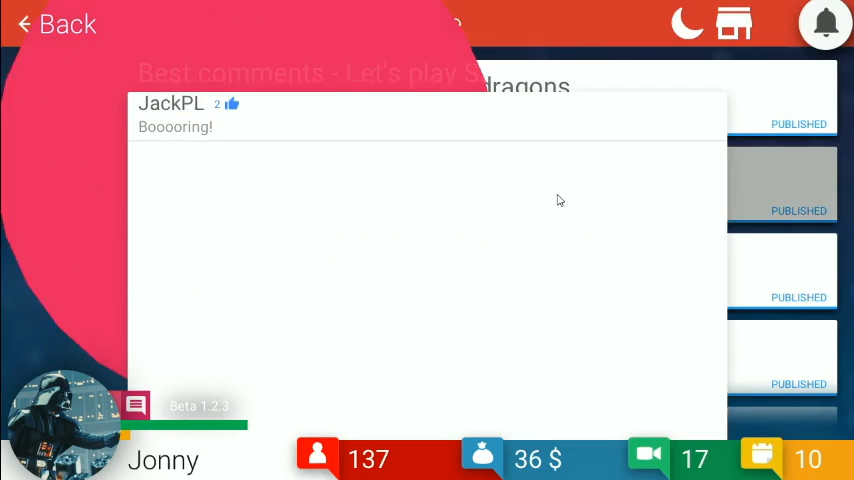 Back
Best comments - Let's play S
dragons
JackPL 2
Booooring!
PUBLISHED
PUBLISHED
PUBLISHED
PUBLISHED
Beta 1.2.3
Jonny
137
36 $
17
10